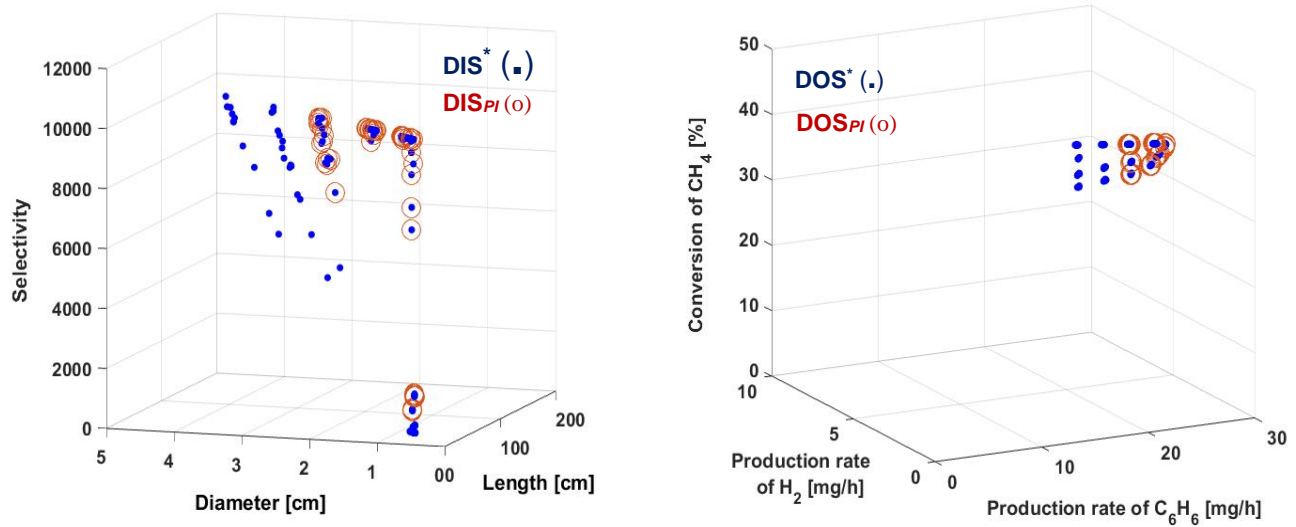 12000
10000
8000
6000
4000
2000
0
Selectivity
5
4
3
2
1
00
100
200
Diameter [cm]
Length [cm]
DIS* (.)
DISPI (o)
50
40
30
20
10
0
Conversion of CH4 [%]
10
5
0
Production rate
of H2 [mg/h]
0
10
20
30
Production rate of C6H6 [mg/h]
DOS* (.)
DOSPI (o)